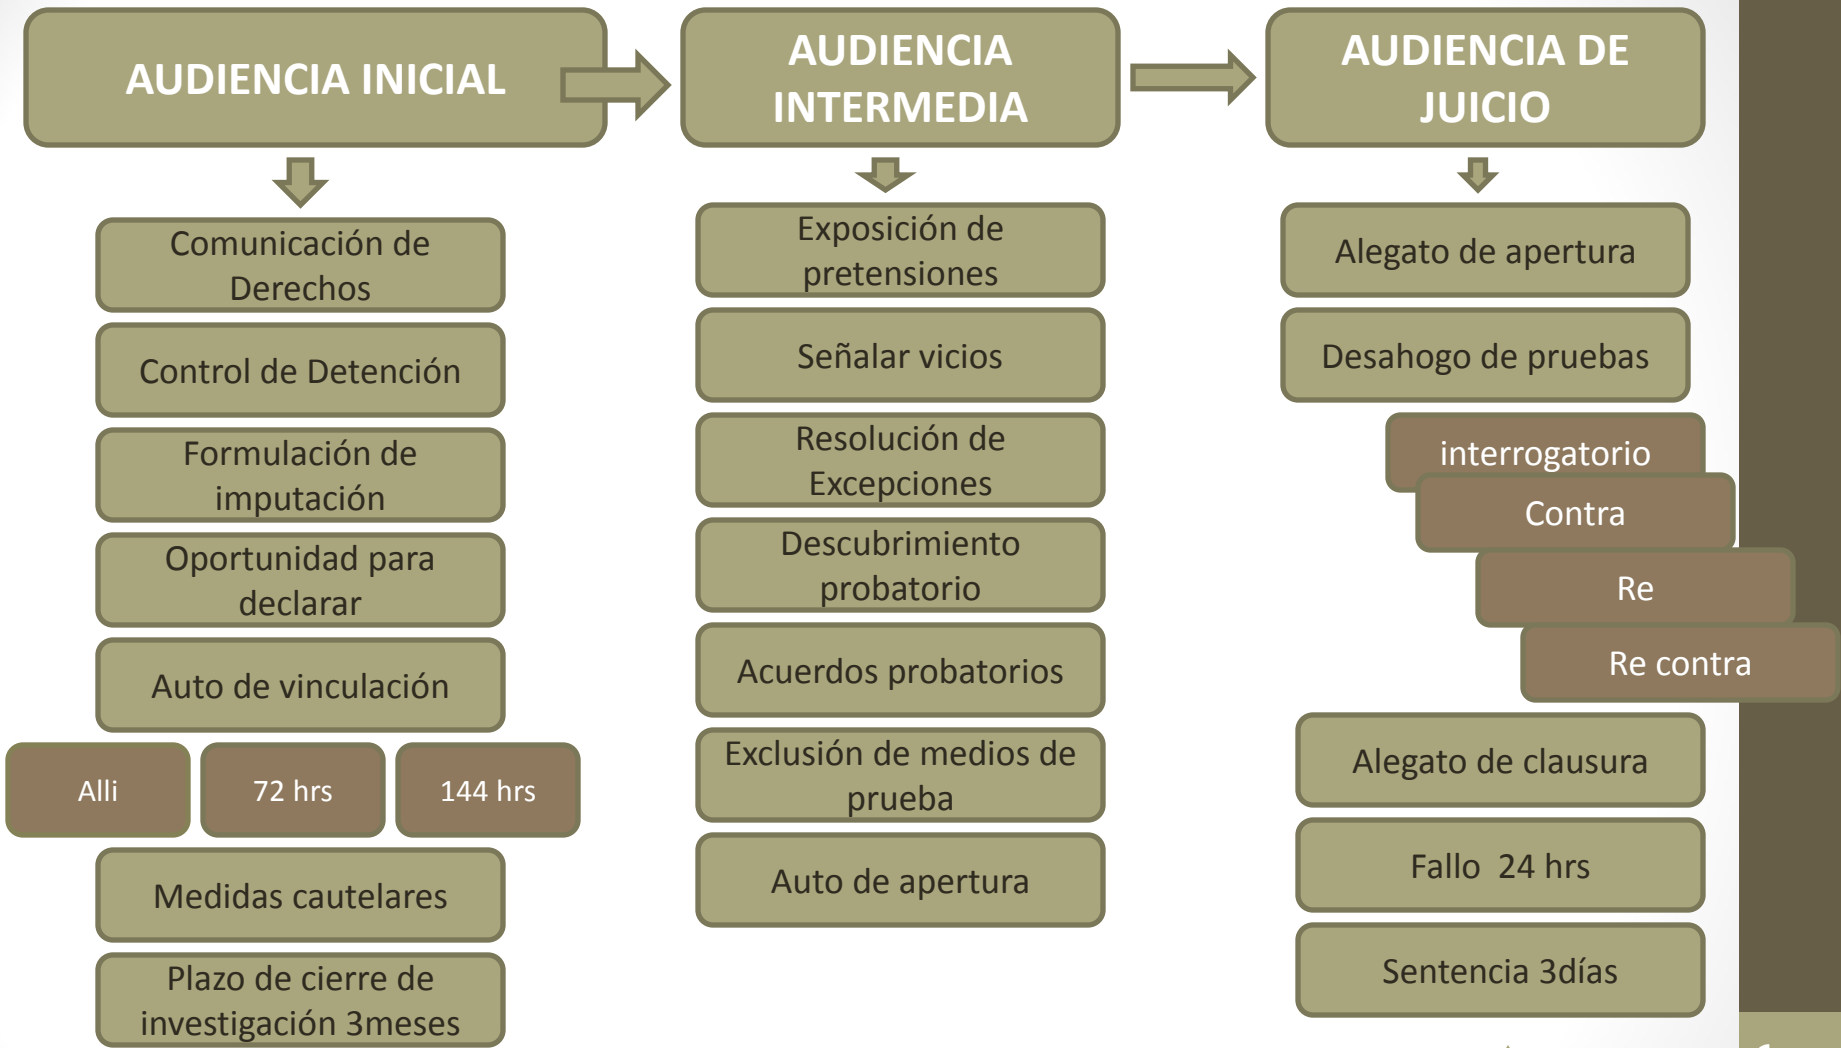 AUDIENCIA INICIAL
Comunicación de
Derechos
Control de Detención
Formulación de
imputación
Oportunidad para
declarar
Auto de vinculación
Alli
72 hrs
144 hrs
Medidas cautelares
Plazo de cierre de
investigación 3meses
AUDIENCIA
INTERMEDIA
Exposición de
pretensiones
Señalar vicios
Resolución de
Excepciones
Descubrimiento
probatorio
Acuerdos probatorios
Exclusión de medios de
prueba
Auto de apertura
AUDIENCIA DE
JUICIO
Alegato de apertura
Desahogo de pruebas
interrogatorio
Contra
Re
Re contra
Alegato de clausura
Fallo 24 hrs
Sentencia 3días